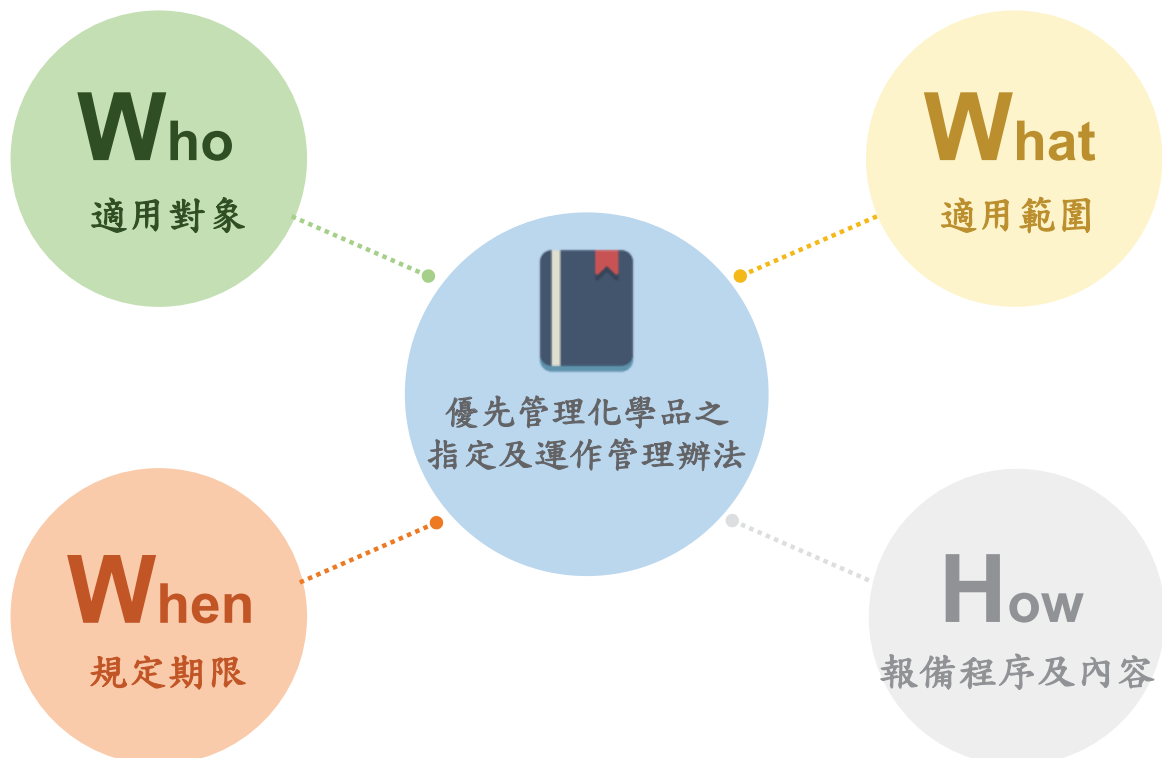 Who
適用對象
What
適用範圍
優先管理化學品之
指定及運作管理辦法
When
規定期限
How
報備程序及內容